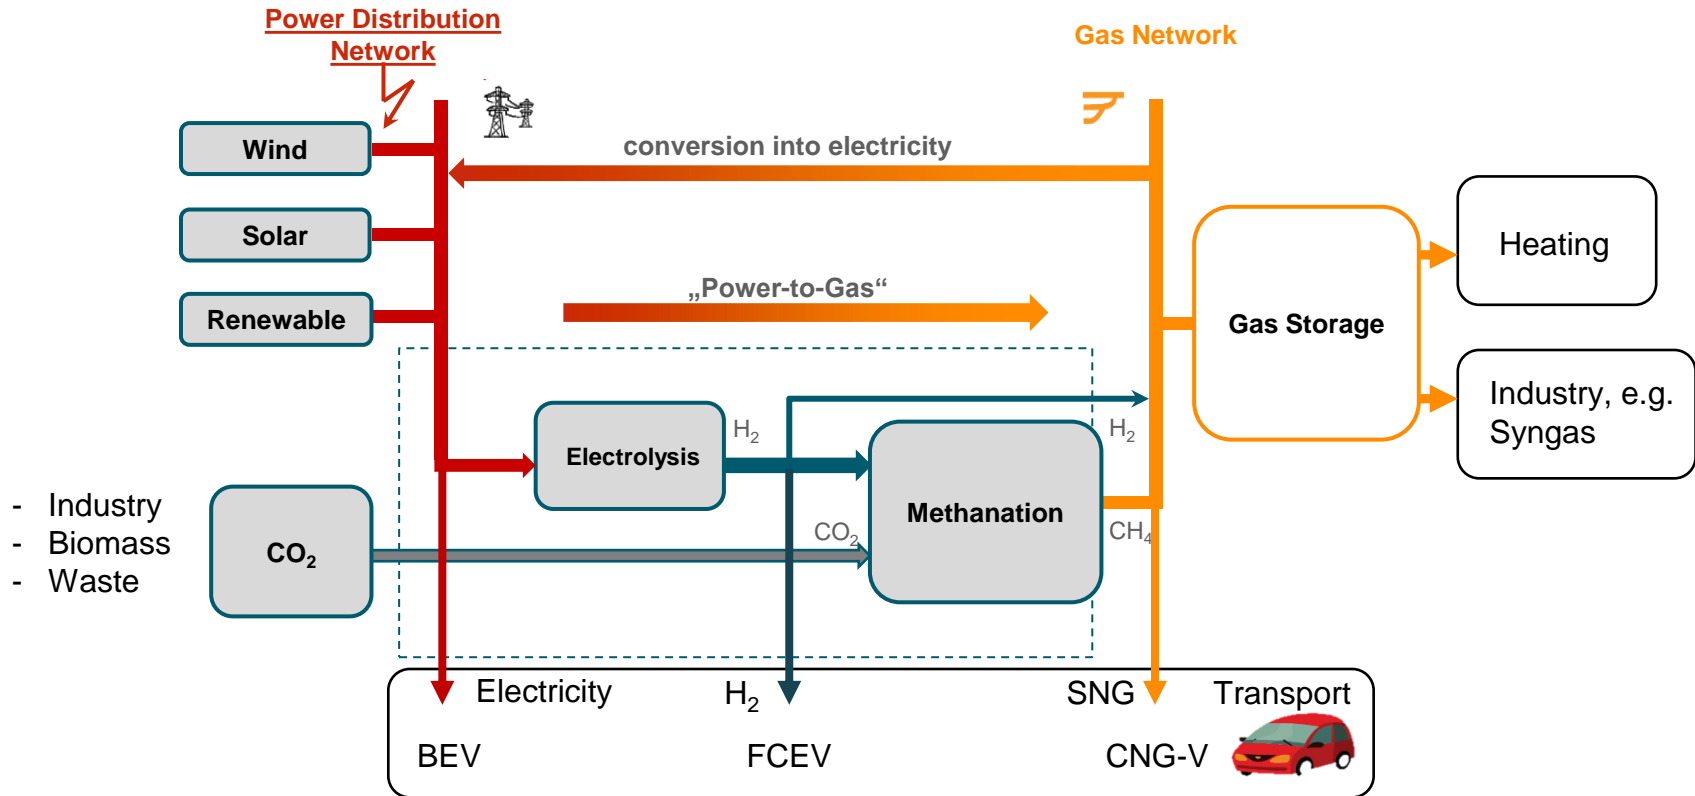 Power Distribution
Network
Gas Network
Wind
conversion into electricity
Solar
Heating
„Power-to-Gas“
Renewable
Gas Storage
Industry, e.g.
Syngas
H₂
H₂
Electrolysis
Methanation
- Industry
- Biomass
- Waste
CO₂
CO₂
CH₄
Electricity
H₂
SNG
Transport
BEV
FCEV
CNG-V